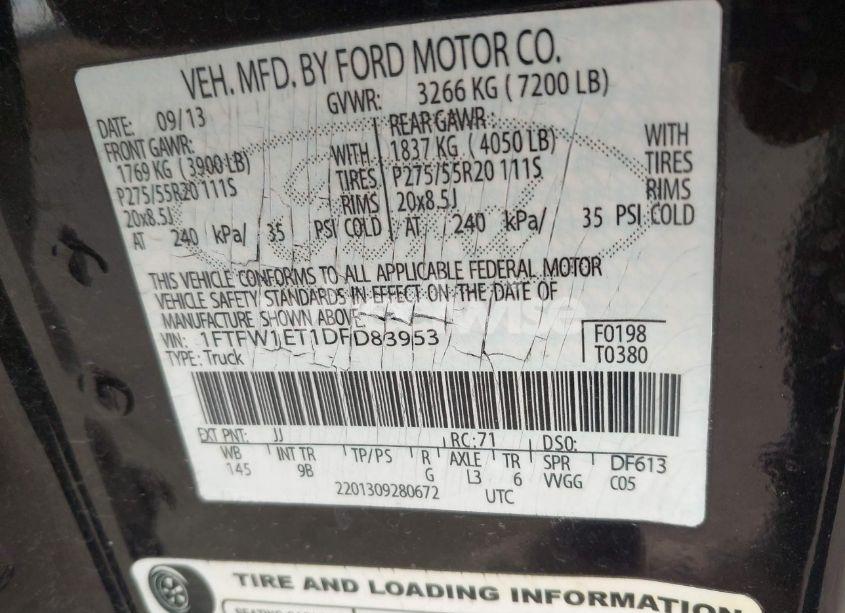 VEH. MFD. BY FORD MOTOR CO.
DATE: 09/13 GVWR: 3266 KG ( 7200 LB)
FRONT GAWR: REAR GAWR:
1769 KG (3900 LB) WITH 1837 KG ( 4050 LB) WITH
P275/55R20 111S TIRES P275/55R20 111S TIRES
20x8.5J RIMS 20x8.5J RIMS
AT 240 kPa/ 35 PSI COLD AT 240 kPa/ 35 PSI COLD
THIS VEHICLE CONFORMS TO ALL APPLICABLE FEDERAL MOTOR
VEHICLE SAFETY STANDARDS IN EFFECT ON THE DATE OF
MANUFACTURE SHOWN ABOVE.
VIN: 1FTFW1ET1DFD83953 F0198
TYPE: Truck T0380
EXT PNT: JJ RC: 71 DSO:
WB INT TR TP/PS R AXLE TR SPR DF613
145 9B G L3 6 VVGG C05
2201309280672 UTC
TIRE AND LOADING INFORMATION